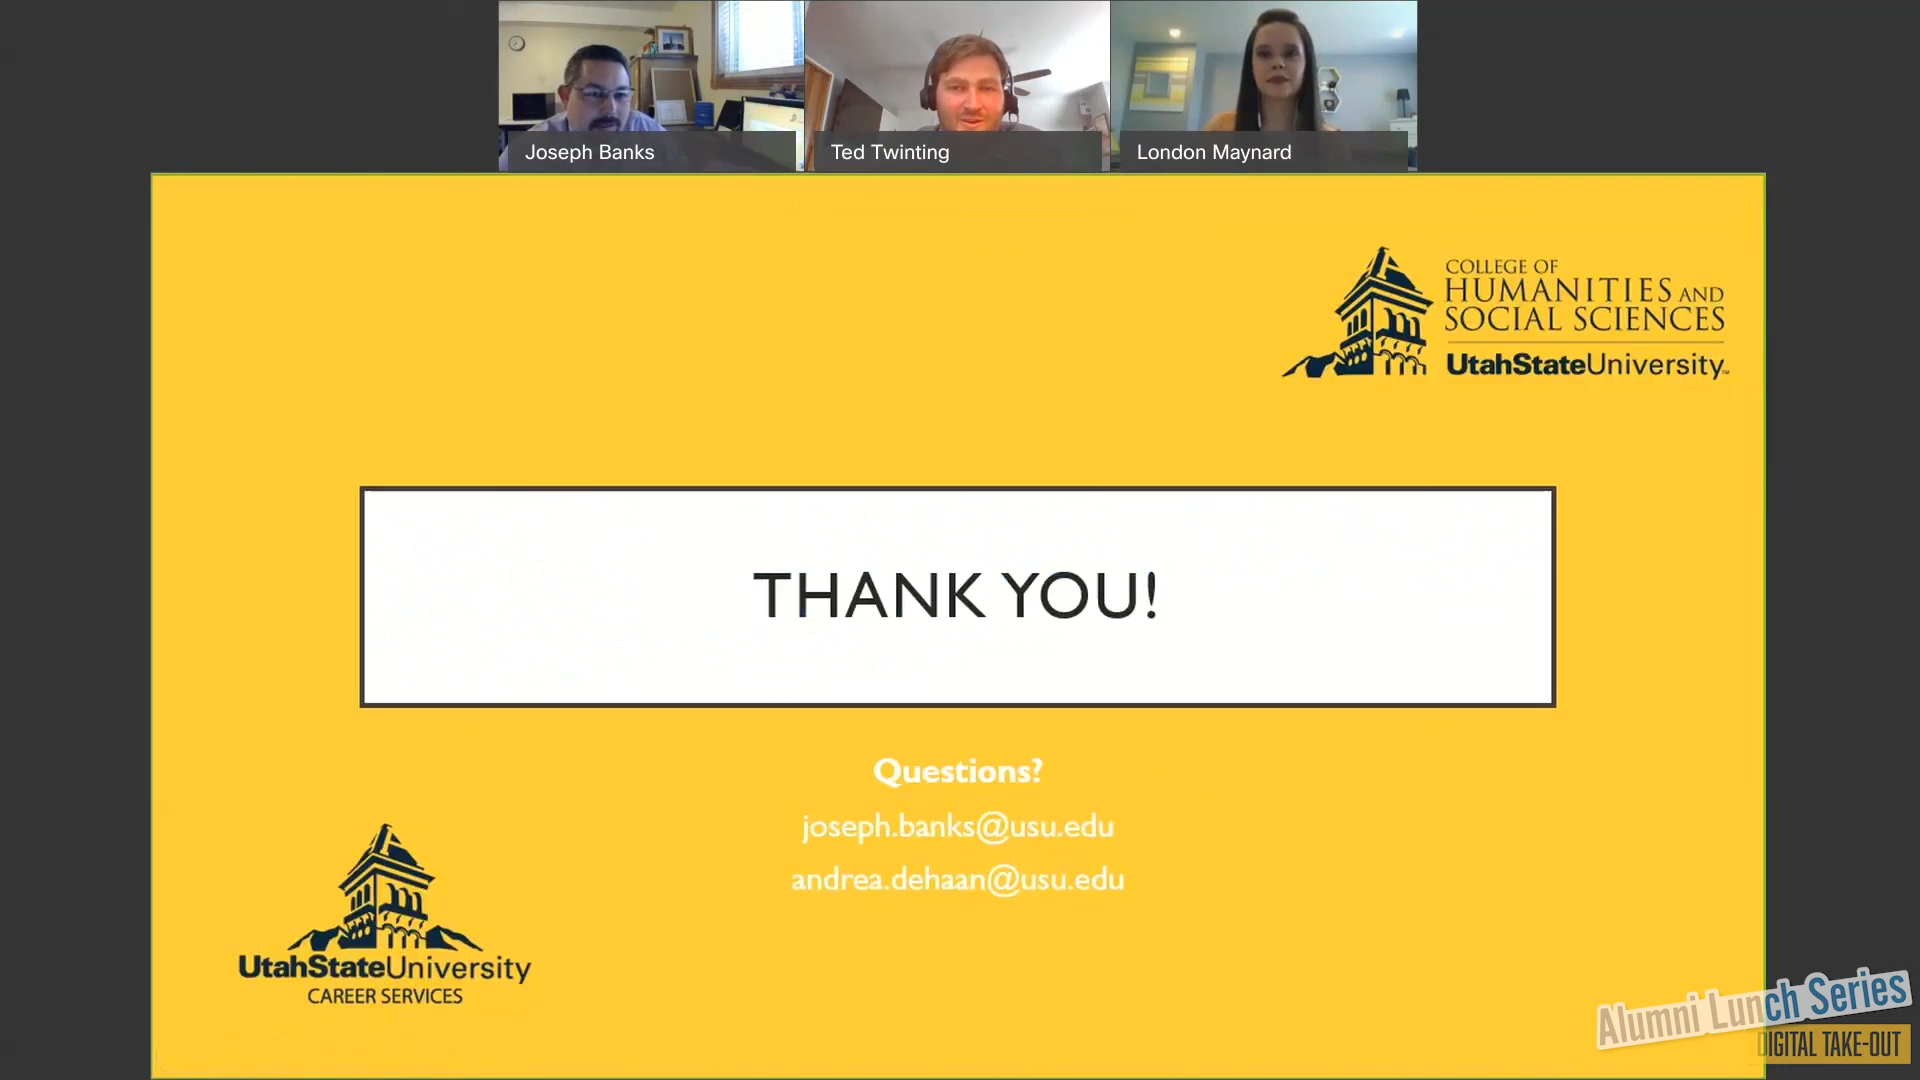 Joseph Banks
Ted Twinting
London Maynard
COLLEGE OF
HUMANITIES AND
SOCIAL SCIENCES
UtahStateUniversity™
THANK YOU!
Questions?
joseph.banks@usu.edu
andrea.dehaan@usu.edu
UtahStateUniversity
CAREER SERVICES
Alumni Lunch Series
DIGITAL TAKE-OUT